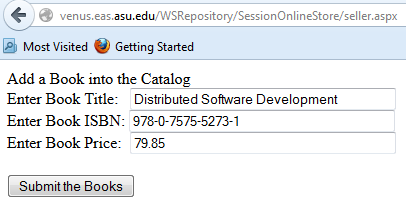 venus.eas.asu.edu/WSRepository/SessionOnlineStore/seller.aspx
Most Visited Getting Started
Add a Book into the Catalog
Enter Book Title: Distributed Software Development
Enter Book ISBN: 978-0-7575-5273-1
Enter Book Price: 79.85
Submit the Books